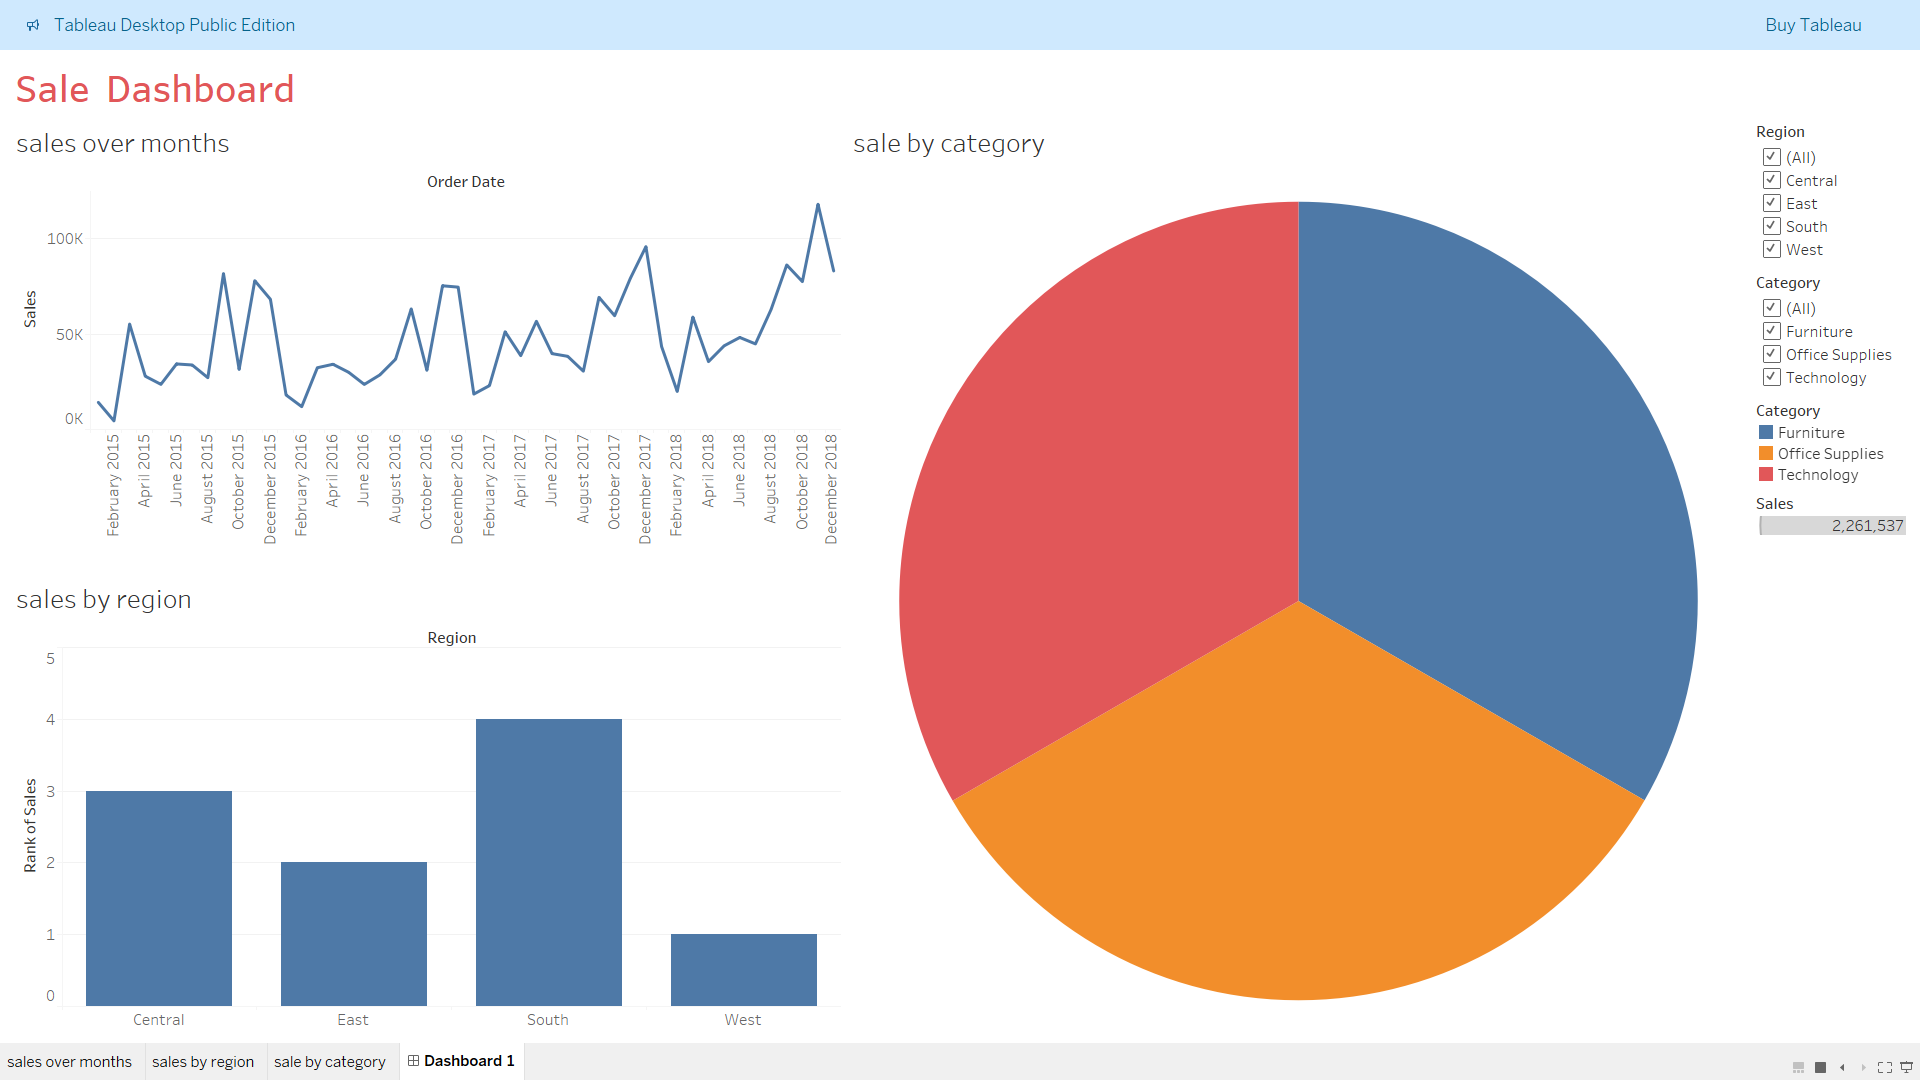 Tableau Desktop Public Edition
Buy Tableau
Sale Dashboard
sales over months
Order Date
Sales
100K
50K
0K
February 2015
April 2015
June 2015
August 2015
October 2015
December 2015
February 2016
April 2016
June 2016
August 2016
October 2016
December 2016
February 2017
April 2017
June 2017
August 2017
October 2017
December 2017
February 2018
April 2018
June 2018
August 2018
October 2018
December 2018
sales by region
Region
Rank of Sales
5
4
3
2
1
0
Central
East
South
West
sale by category
Region
(All)
Central
East
South
West
Category
(All)
Furniture
Office Supplies
Technology
Category
Furniture
Office Supplies
Technology
Sales
2,261,537
sales over months
sales by region
sale by category
Dashboard 1